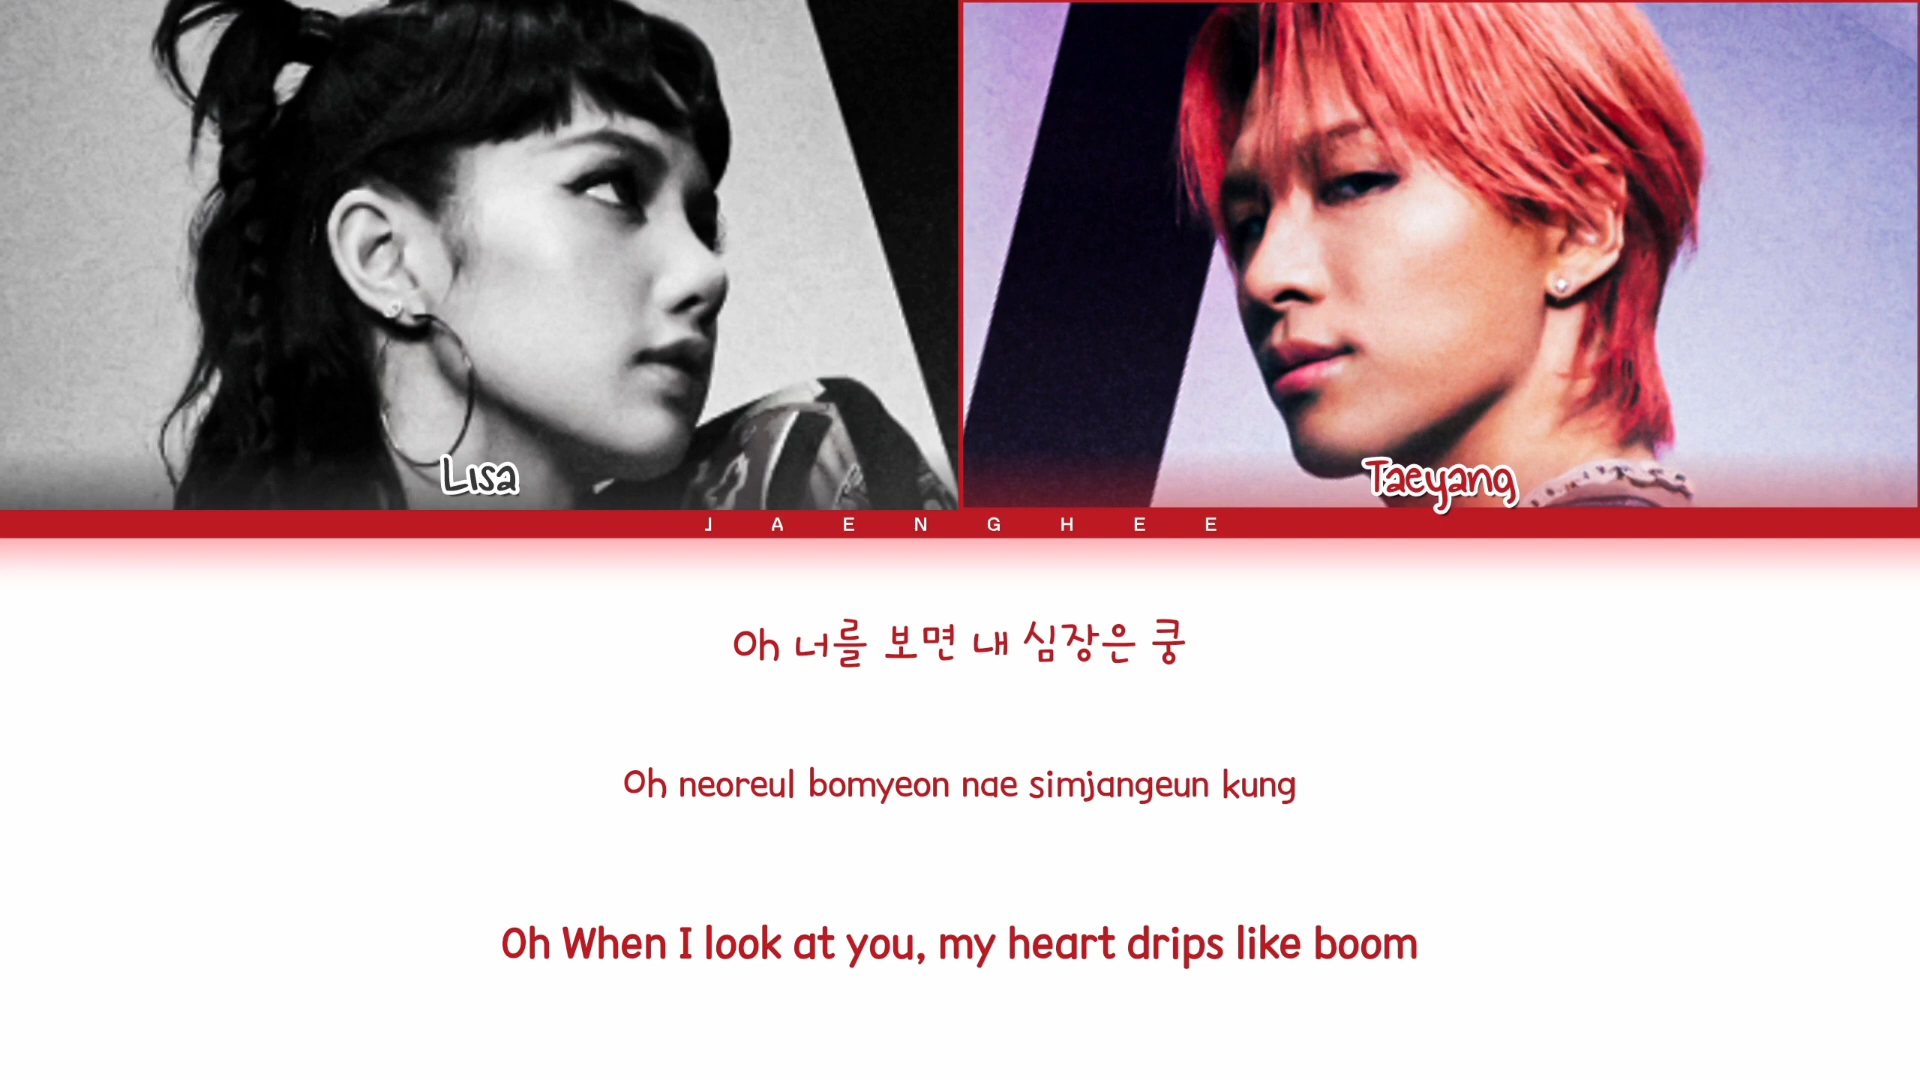 Lisa
Taeyang
JAENGHEE
Oh 너를 보면 내 심장은 쿵
Oh neoreul bomyeon nae simjangeun kung
Oh When I look at you, my heart drips like boom